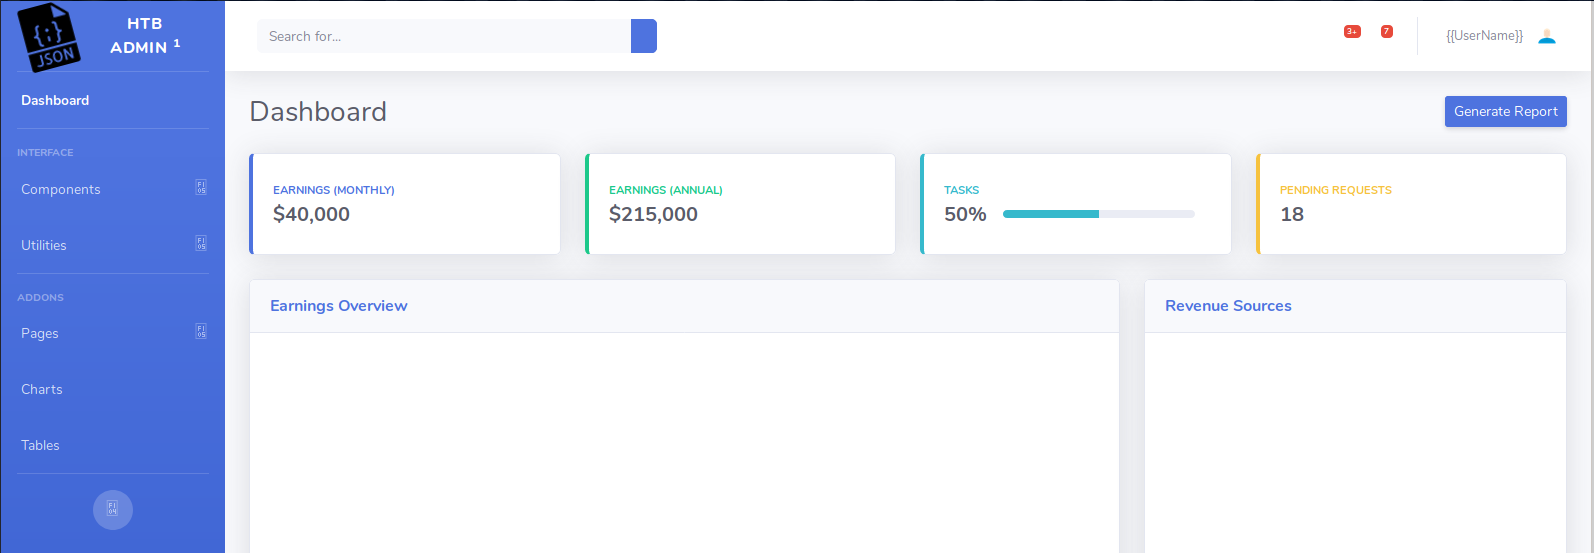 {;}
JSON
HTB
ADMIN 1
Search for...
3+
7
{{UserName}}
Dashboard
INTERFACE
Components
Utilities
ADDONS
Pages
Charts
Tables
Dashboard
Generate Report
EARNINGS (MONTHLY)
$40,000
EARNINGS (ANNUAL)
$215,000
TASKS
50%
PENDING REQUESTS
18
Earnings Overview
Revenue Sources